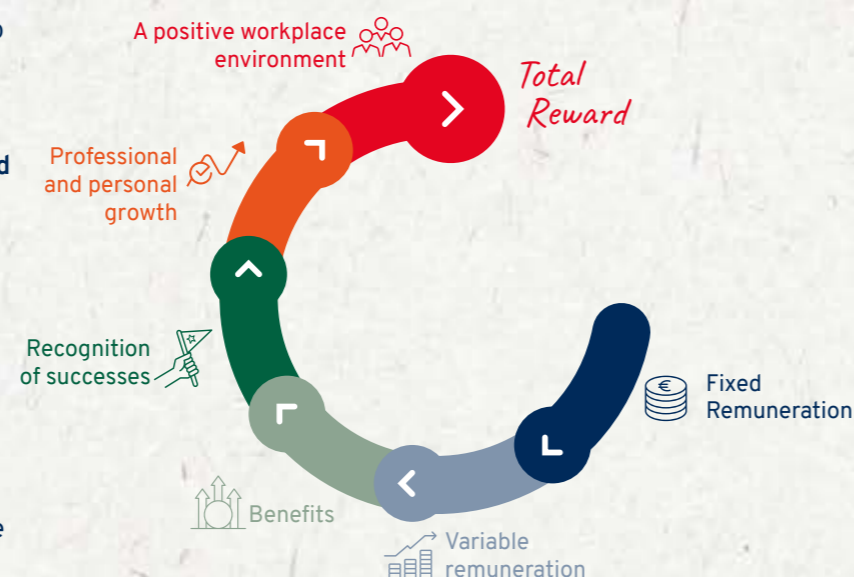 A positive workplace
environment
Total
Reward
Professional
and personal
growth
Recognition
of successes
Fixed
Remuneration
€
Benefits
Variable
remuneration